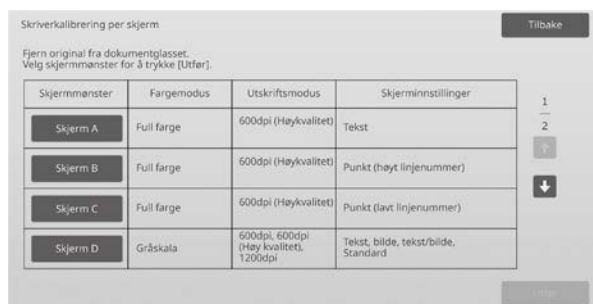 Skriverkalibrering per skjerm
Tilbake
Fjern original fra dokumentglasset.
Velg skjermmønster for å trykke [Utfør].
Skjermmønster Fargemodus Utskriftsmodus Skjerminnstillinger
Skjerm A Full farge 600dpi (Høykvalitet) Tekst
Skjerm B Full farge 600dpi (Høykvalitet) Punkt (høyt linjenummer)
Skjerm C Full farge 600dpi (Høykvalitet) Punkt (lavt linjenummer)
Skjerm D Gråskala 600dpi, 600dpi
(Høy kvalitet),
1200dpi
Tekst, bilde, tekst/bilde,
Standard
1
2